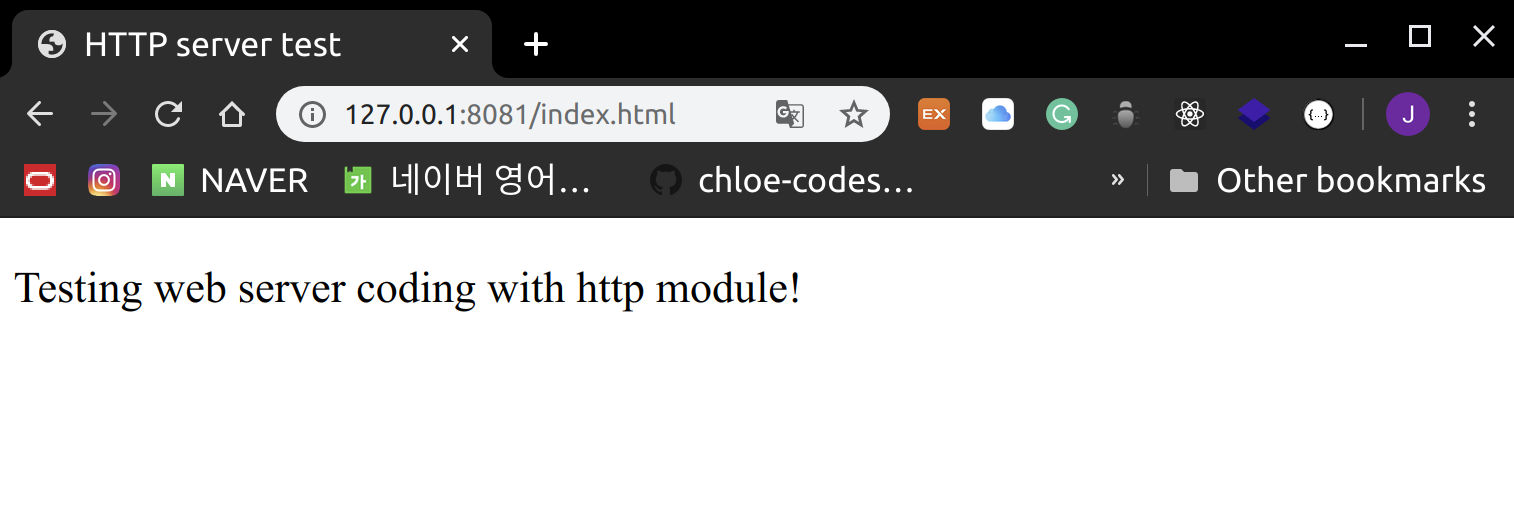 HTTP server test
127.0.0.1:8081/index.html
EX
G
{...}
J
N NAVER
가 네이버 영어...
chloe-codes...
» Other bookmarks
Testing web server coding with http module!